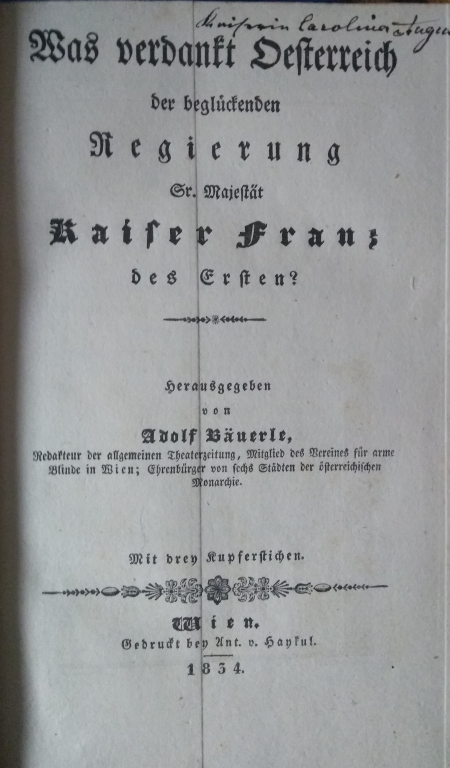 Kaiserin Carolina Augu
Was verdankt Oesterreich
der beglückenden
Regierung
Sr. Majestät
Kaiser Franz
des Ersten?
Herausgegeben
von
Adolf Bäuerle,
Redakteur der allgemeinen Theaterzeitung, Mitglied des Vereines für arme
Blinde in Wien; Ehrenbürger von sechs Städten der österreichischen
Monarchie.
Mit drey Kupferstichen.
Wien.
Gedruckt bey Ant. v. Haykul.
1834.